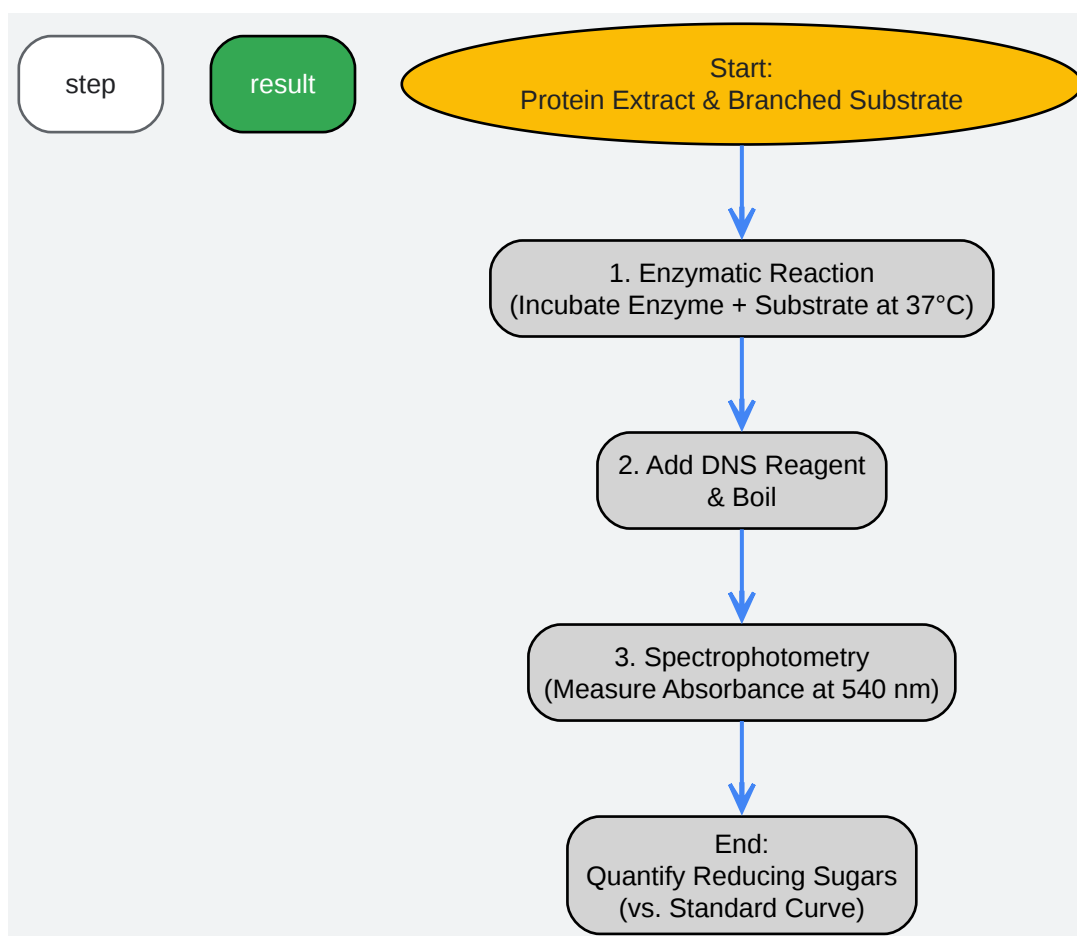 step
result
Start:
Protein Extract & Branched Substrate
1. Enzymatic Reaction
(Incubate Enzyme + Substrate at 37°C)
2. Add DNS Reagent
& Boil
3. Spectrophotometry
(Measure Absorbance at 540 nm)
End:
Quantify Reducing Sugars
(vs. Standard Curve)